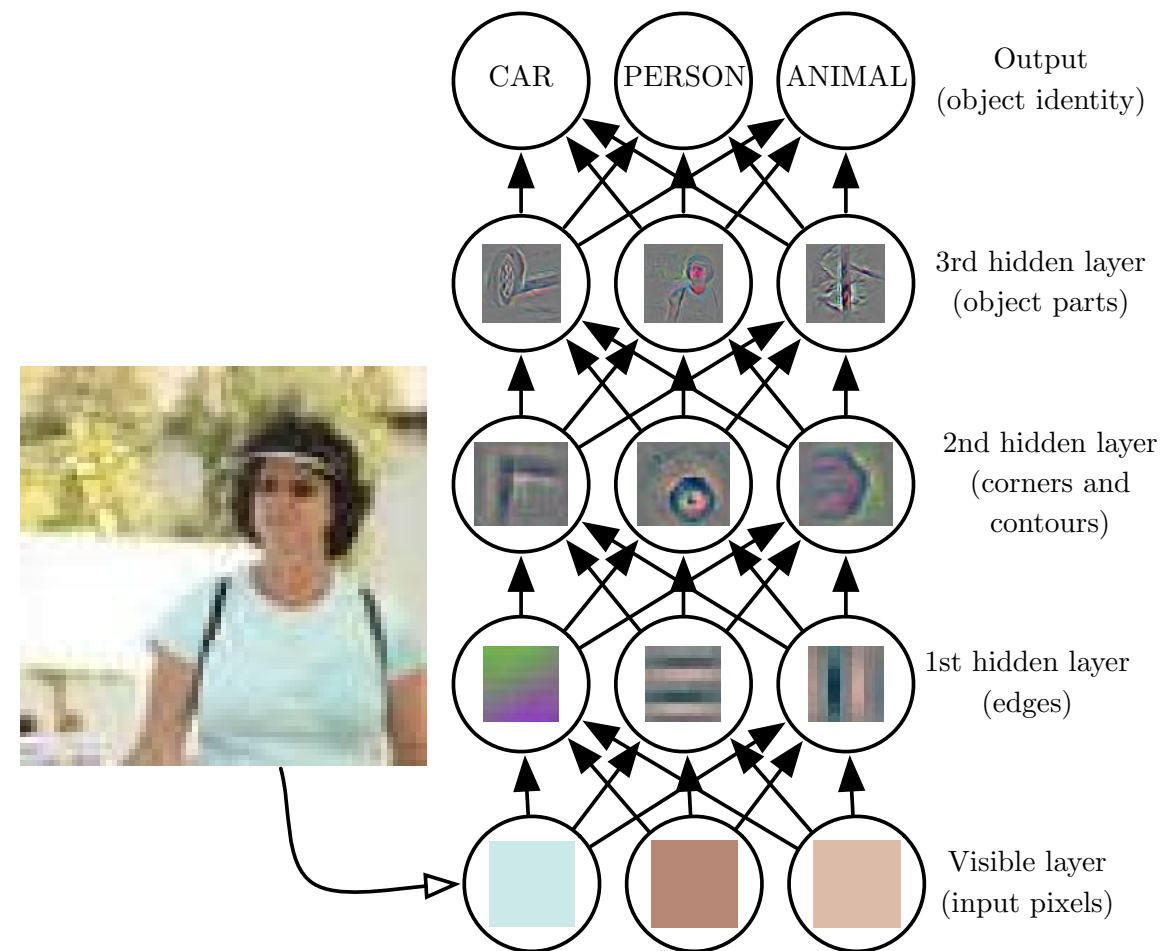 CAR
PERSON
ANIMAL
Output
(object identity)
3rd hidden layer
(object parts)
2nd hidden layer
(corners and
contours)
1st hidden layer
(edges)
Visible layer
(input pixels)